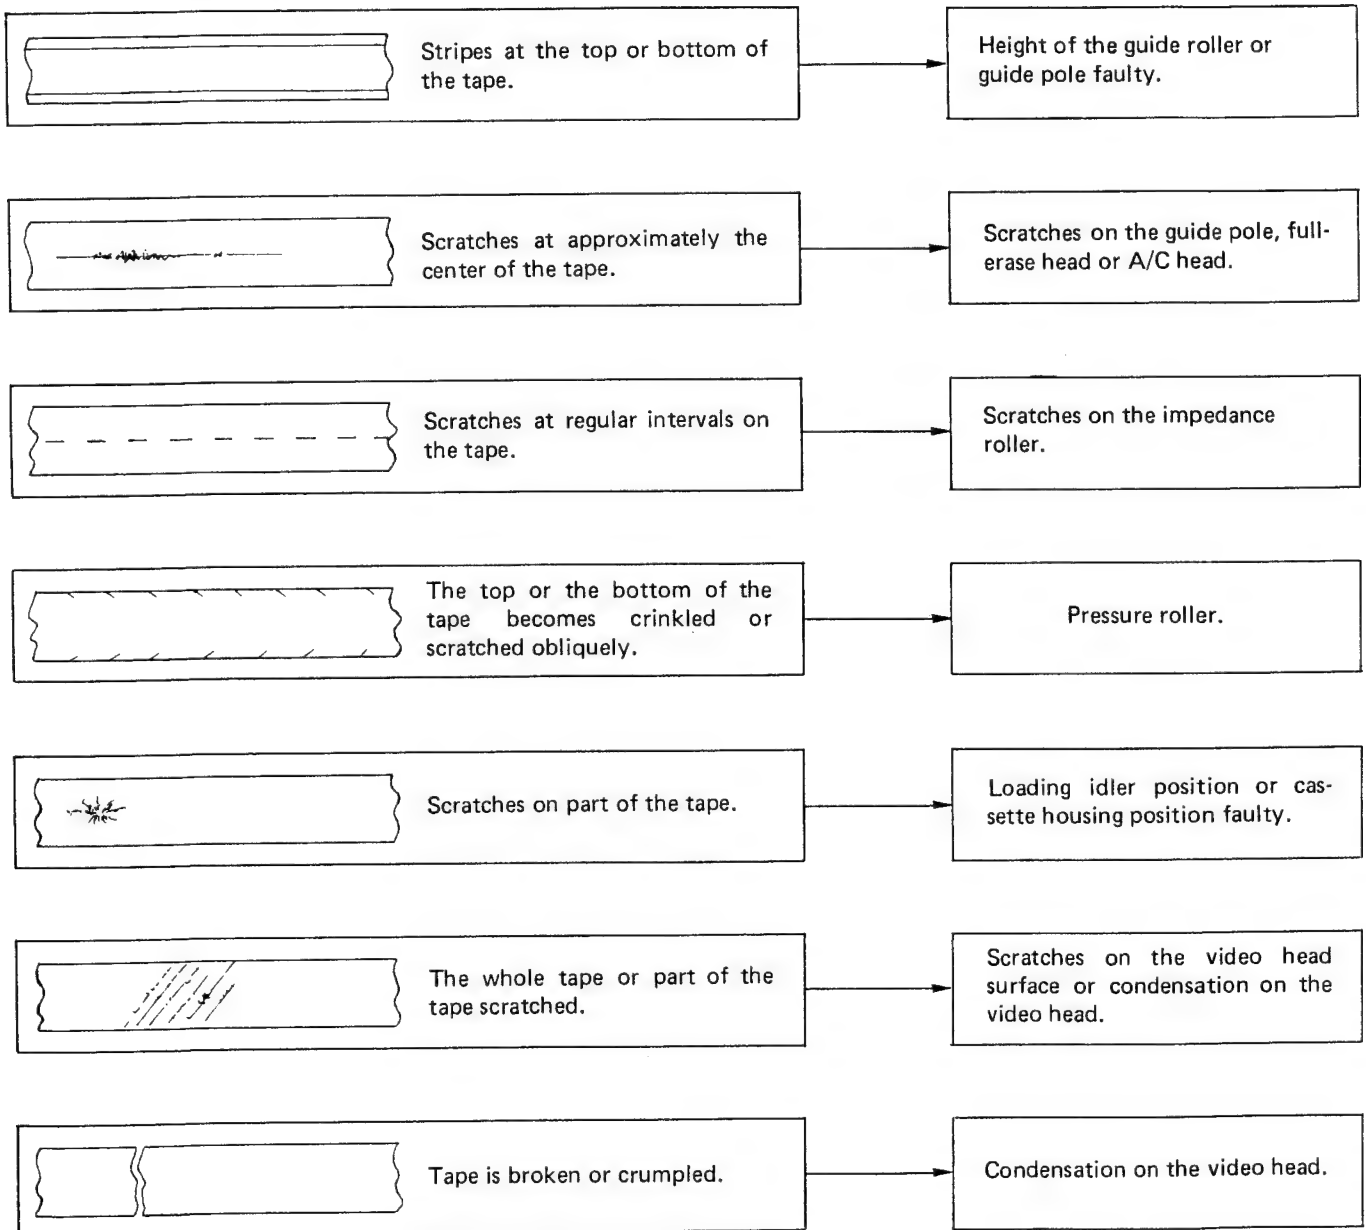 Stripes at the top or bottom of
the tape.
Height of the guide roller or
guide pole faulty.
Scratches at approximately the
center of the tape.
Scratches on the guide pole, full-
erase head or A/C head.
Scratches at regular intervals on
the tape.
Scratches on the impedance
roller.
The top or the bottom of the
tape becomes crinkled or
scratched obliquely.
Pressure roller.
Scratches on part of the tape.
Loading idler position or cas-
sette housing position faulty.
The whole tape or part of the
tape scratched.
Scratches on the video head
surface or condensation on the
video head.
Tape is broken or crumpled.
Condensation on the video head.